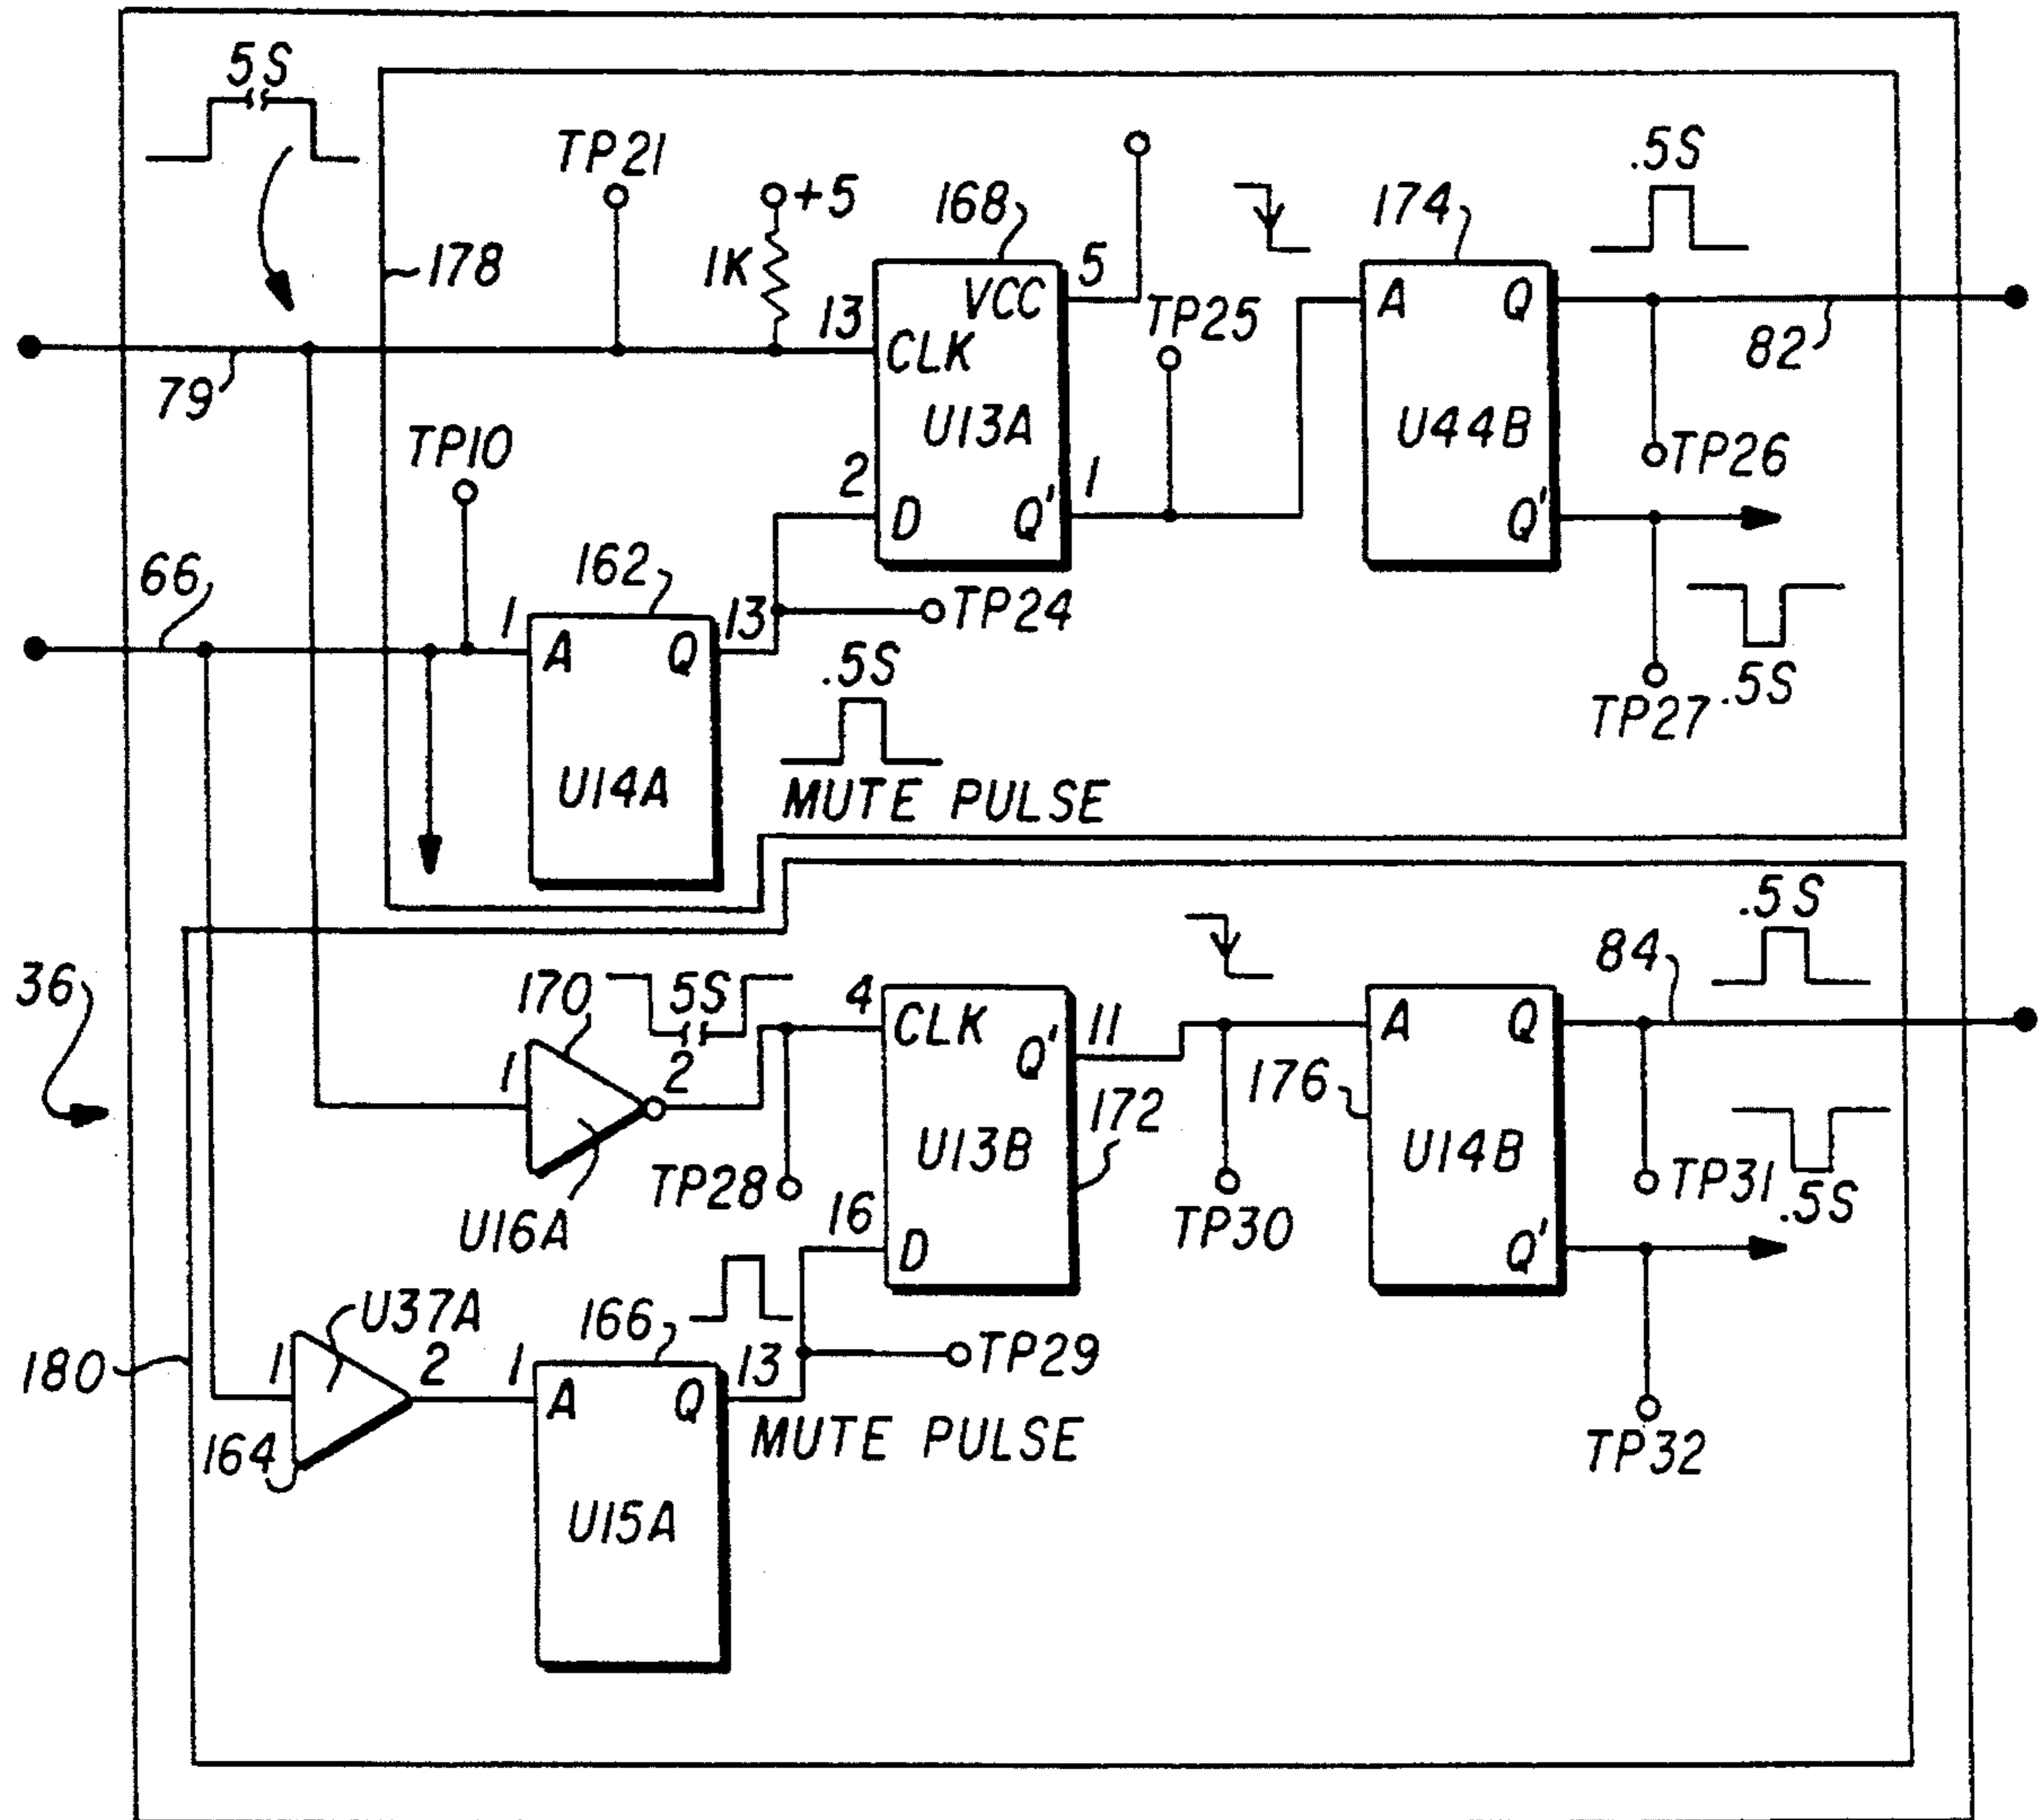 5S
TP21
+5
168
.5S
174
178
1K
VCC
5
13
CLK
TP25
A
Q
79
82
U13A
U44B
TP10
2
1
TP26
D
Q'
Q'
66
162
1
13
TP24
A
Q
.5S
TP27
.5S
U14A
MUTE PULSE
.5S
36
170
5S
4
CLK
11
84
A
Q
Q'
1
2
176
172
U13B
U14B
TP28
TP31
.5S
U16A
16
TP30
D
Q'
U37A
166
180
1
2
1
13
TP29
A
Q
164
MUTE PULSE
TP32
U15A